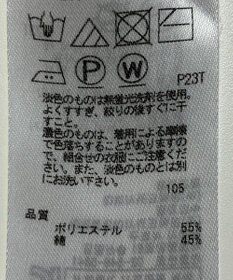 P23T
淡色のものは無蛍光洗剤を使用。
よくすすぎ、絞りの後すぐに干
すこと。
濃色のものは、着用による摩擦
で色落ちすることがありますの
で、組合せの衣服にご注意くだ
さい。また、淡色のものとは別
にお洗い下さい。
105
品質
ポリエステル 55%
綿 45%